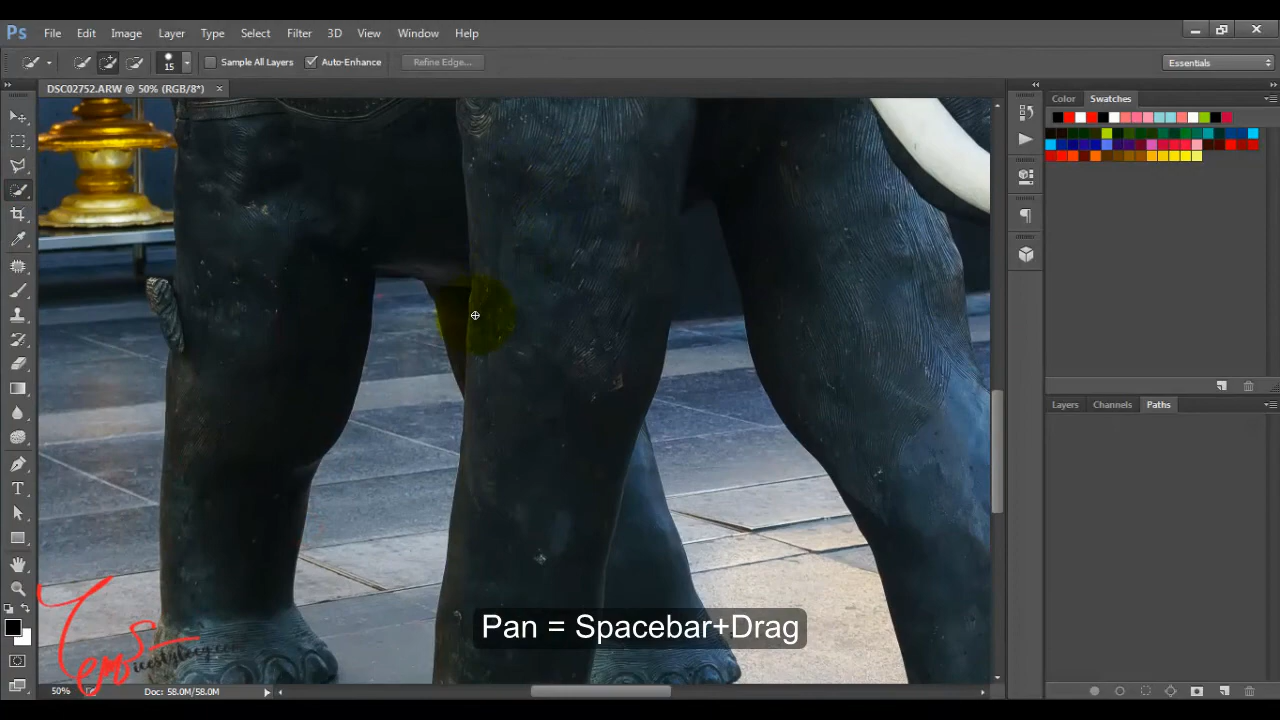 Ps File Edit Image Layer Type Select Filter 3D View Window Help
15 Sample All Layers Auto-Enhance Refine Edge... Essentials
DSC02752.ARW @ 50% (RGB/8*) ×
Color Swatches
Layers Channels Paths
Pan = Spacebar+Drag
50% Doc: 58.0M/58.0M